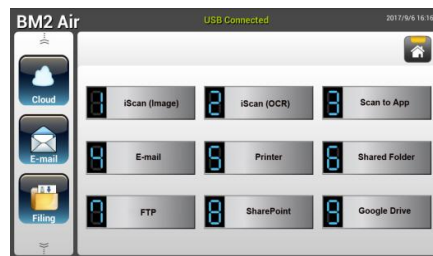 BM2 Air USB Connected 2017/9/6 16:16
Cloud
E-mail
Filing
1 iScan (Image) 2 iScan (OCR) 3 Scan to App
4 E-mail 5 Printer 6 Shared Folder
7 FTP 8 SharePoint 9 Google Drive